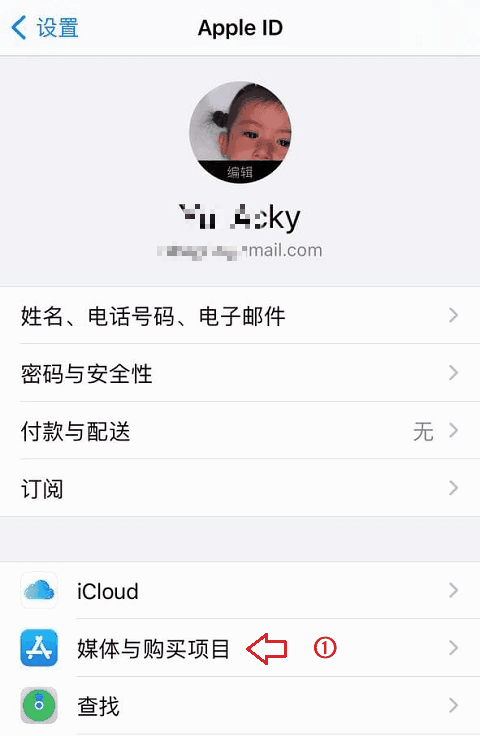 设置
Apple ID
编辑
cky
mail.com
姓名、电话号码、电子邮件
密码与安全性
付款与配送 无
订阅
iCloud
媒体与购买项目 ①
查找